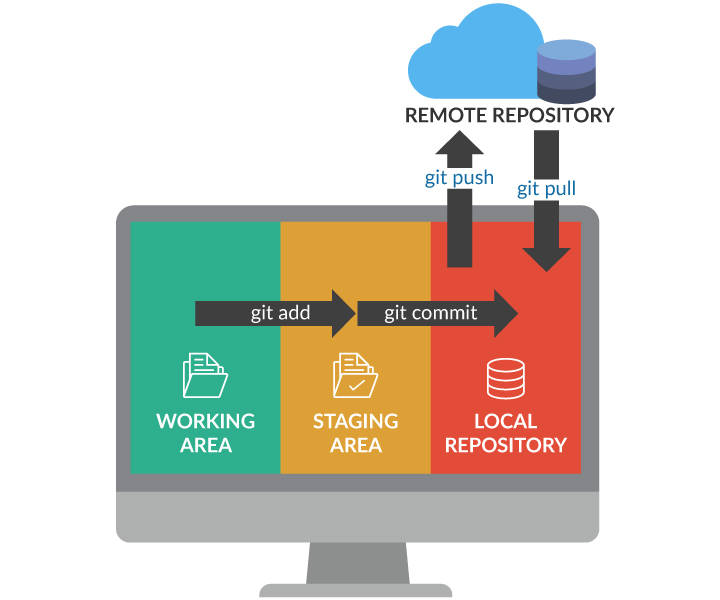 REMOTE REPOSITORY
git push
git pull
git add
git commit
WORKING
AREA
STAGING
AREA
LOCAL
REPOSITORY